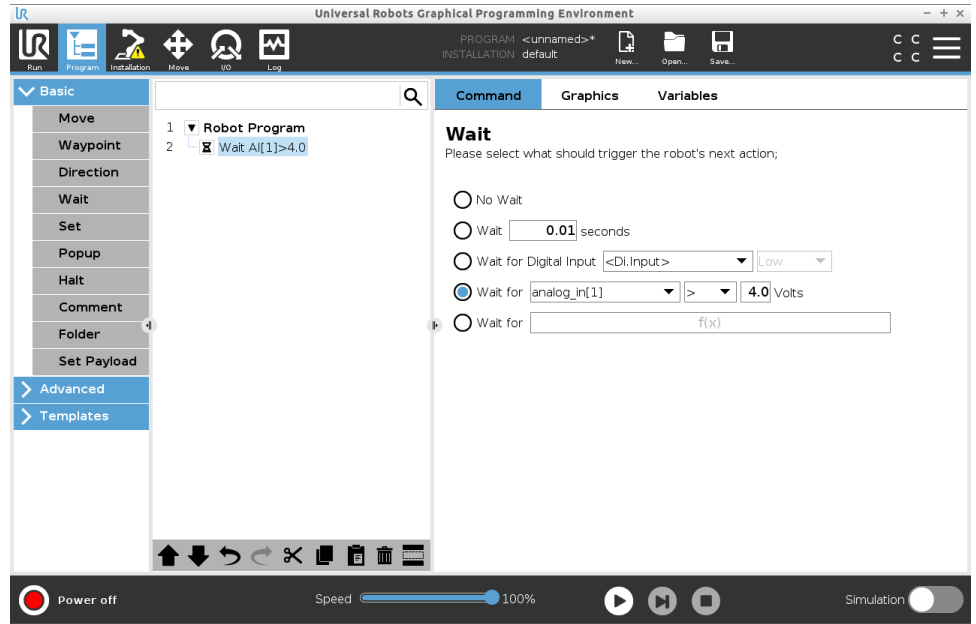 UR Universal Robots Graphical Programming Environment
UR Run Program Installation Move I/O Log
PROGRAM <unnamed>*
INSTALLATION default
New... Open... Save...
C C
C C
Basic
Move
Waypoint
Direction
Wait
Set
Popup
Halt
Comment
Folder
Set Payload
Advanced
Templates
1 Robot Program
2 Wait AI[1]>4.0
Command Graphics Variables
Wait
Please select what should trigger the robot's next action;
No Wait
Wait 0.01 seconds
Wait for Digital Input <Di.Input> Low
Wait for analog_in[1] > 4.0 Volts
Wait for f(x)
Power off
Speed 100%
Simulation